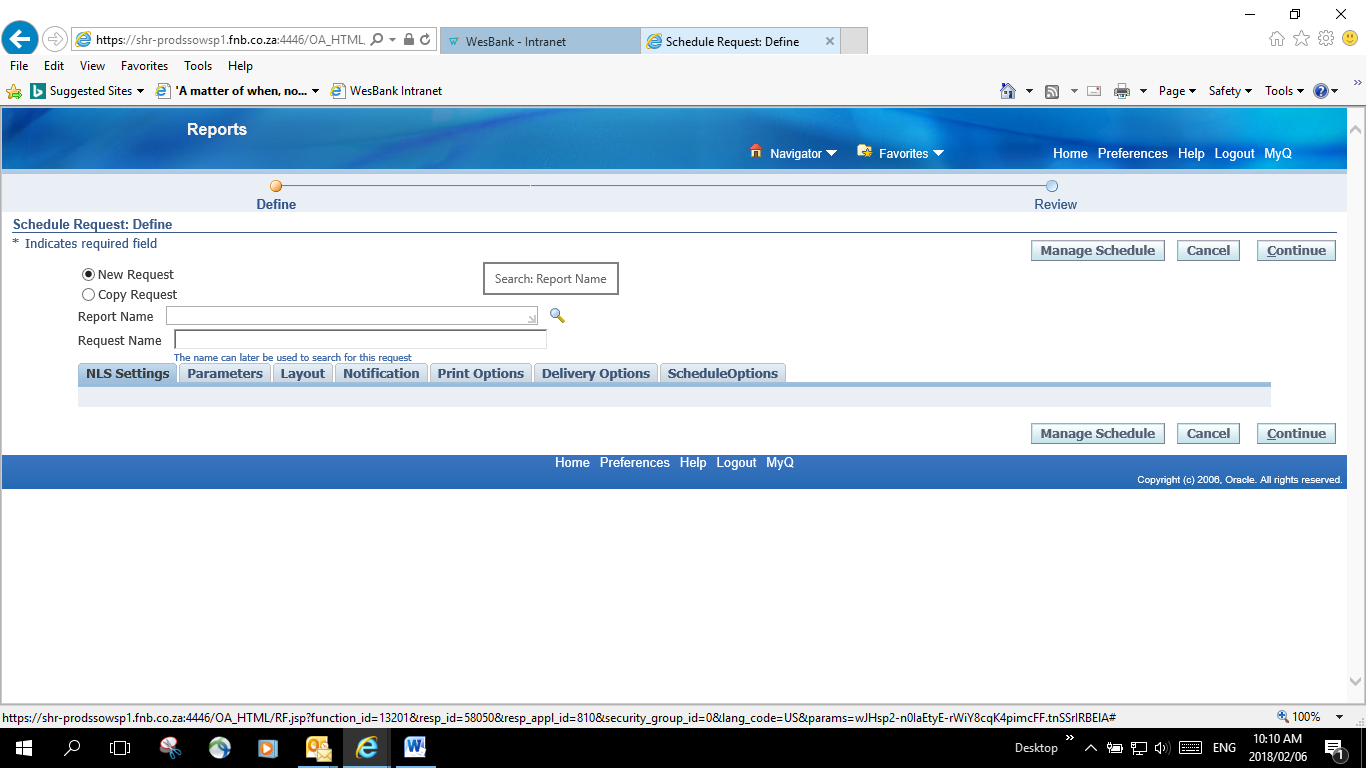 https://shr-prodssowsp1.fnb.co.za:4446/OA_HTML
WesBank - Intranet
Schedule Request: Define
File Edit View Favorites Tools Help
Suggested Sites
'A matter of when, no...
WesBank Intranet
Page Safety Tools
Reports
Navigator Favorites Home Preferences Help Logout MyQ
Define Review
Schedule Request: Define
* Indicates required field
Manage Schedule Cancel Continue
New Request
Search: Report Name
Copy Request
Report Name
Request Name
The name can later be used to search for this request
NLS Settings Parameters Layout Notification Print Options Delivery Options ScheduleOptions
Manage Schedule Cancel Continue
Home Preferences Help Logout MyQ
Copyright (c) 2006, Oracle. All rights reserved.
https://shr-prodssowsp1.fnb.co.za:4446/OA_HTML/RF.jsp?function_id=13201&resp_id=58050&resp_appl_id=810&security_group_id=0&lang_code=US&params=wJHsp2-n0laEtyE-rWiY8cqK4pimcFF.tnSSrlRBEIA#
100%
Desktop
ENG
10:10 AM
2018/02/06
1